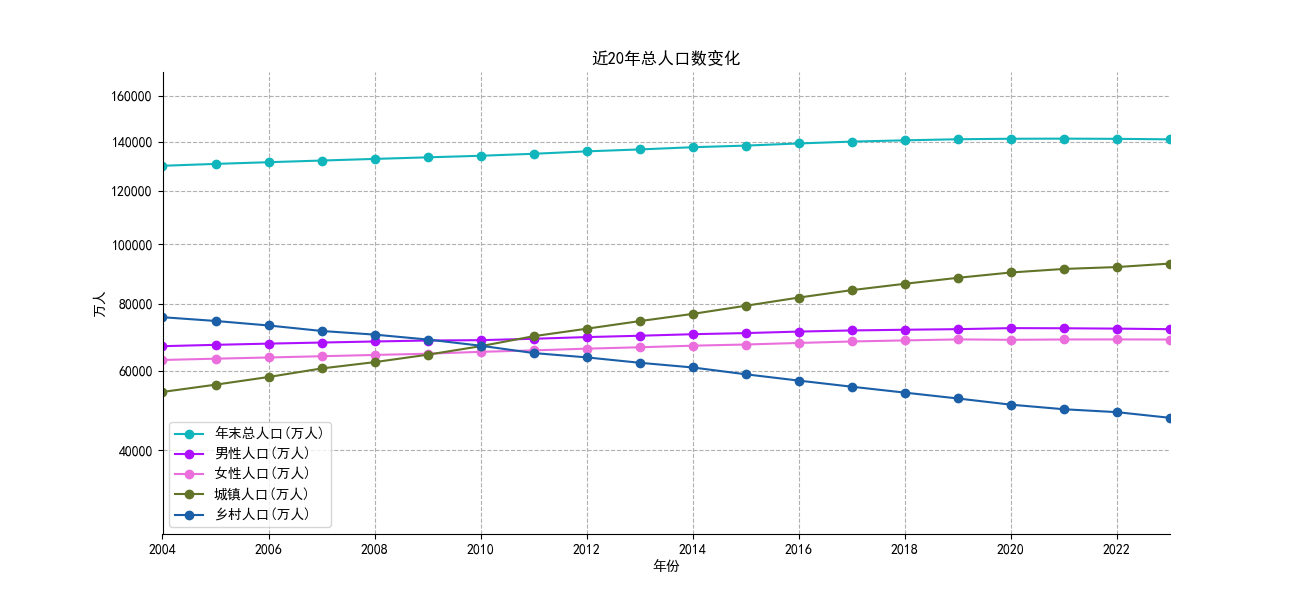 近20年总人口数变化
160000
140000
120000
100000
80000
60000
40000
万人
年末总人口(万人)
男性人口(万人)
女性人口(万人)
城镇人口(万人)
乡村人口(万人)
2004 2006 2008 2010 2012 2014 2016 2018 2020 2022
年份